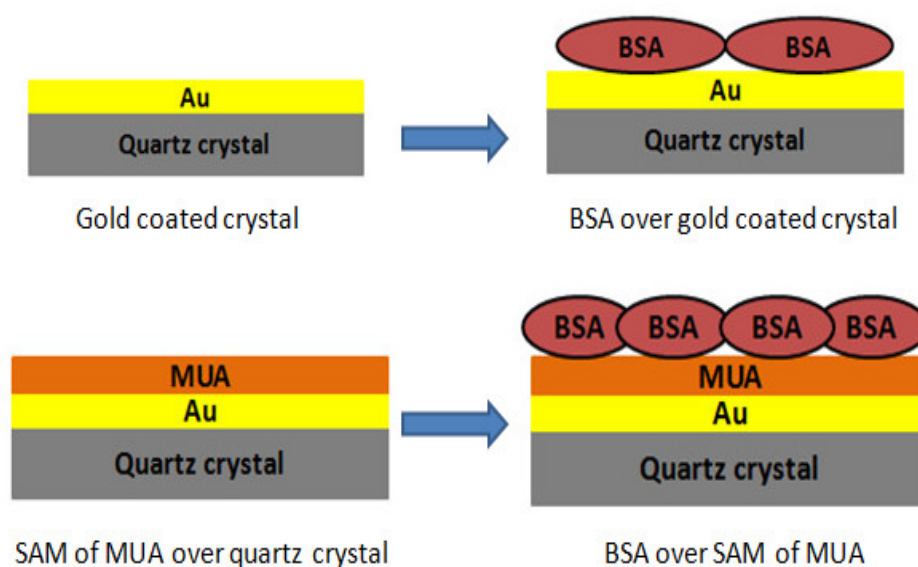 BSA BSA
Au
Au
Quartz crystal
Quartz crystal
Gold coated crystal
BSA over gold coated crystal
BSA BSA BSA BSA
MUA
MUA
Au
Au
Quartz crystal
Quartz crystal
SAM of MUA over quartz crystal
BSA over SAM of MUA